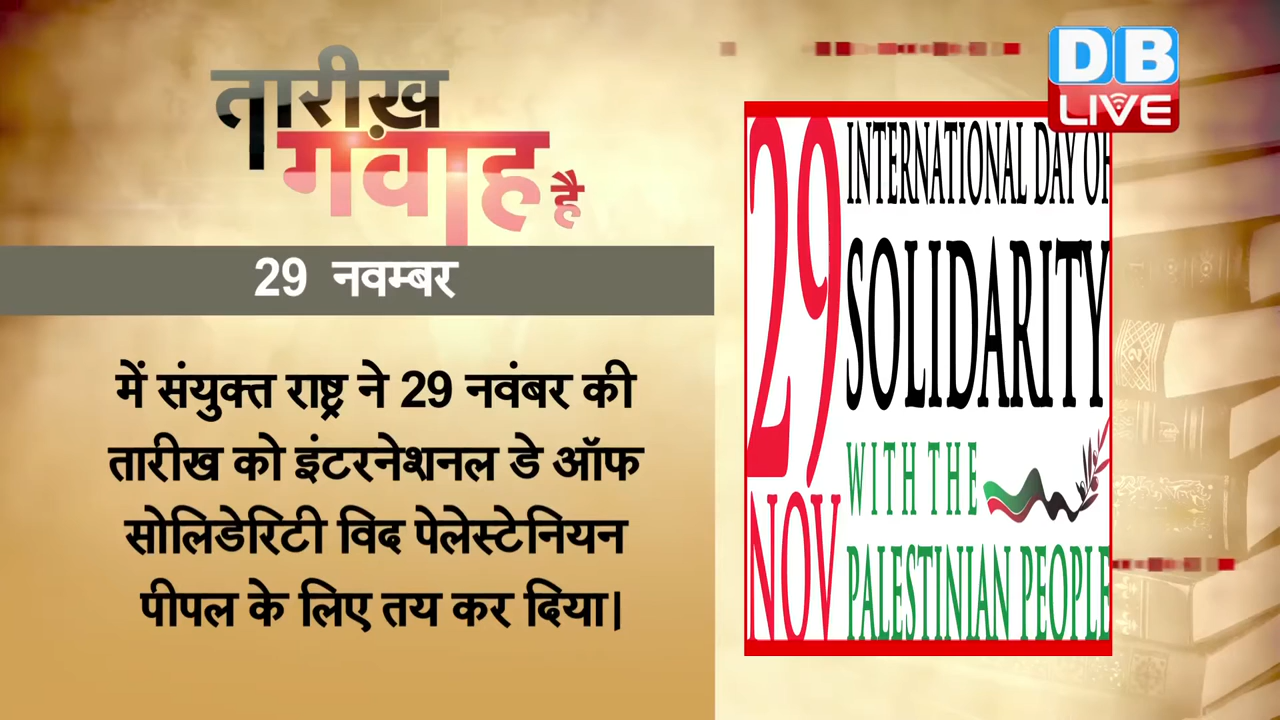 तारीख़
गवाह है
29 नवम्बर
में संयुक्त राष्ट्र ने 29 नवंबर की
तारीख को इंटरनेशनल डे ऑफ
सोलिडेरिटी विद पेलेस्टेनियन
पीपल के लिए तय कर दिया।
DB
LIVE
29
NOV
INTERNATIONAL DAY OF
SOLIDARITY
WITH THE
PALESTINIAN PEOPLE